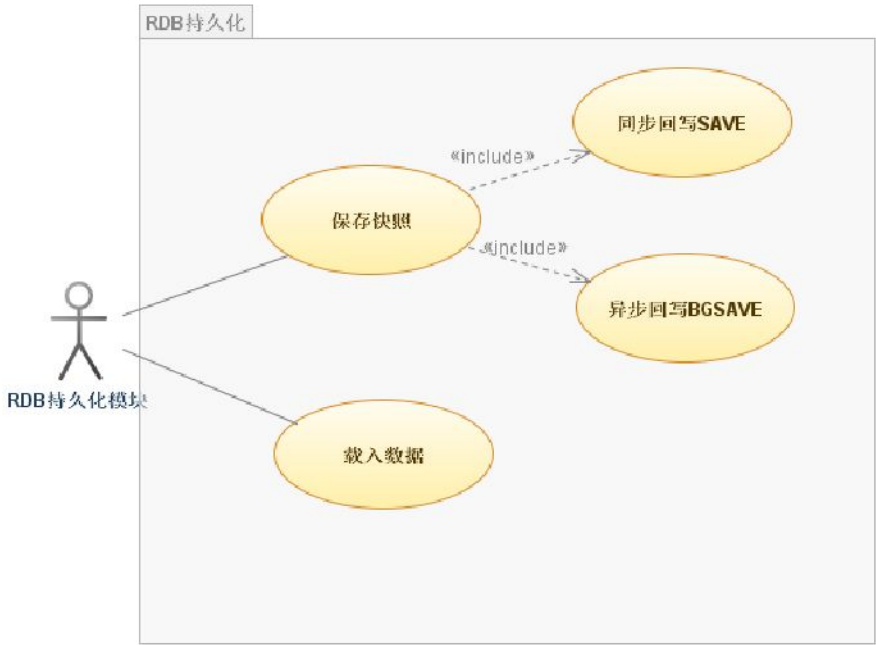 RDB持久化
同步回写SAVE
«include»
保存快照
«include»
异步回写BGSAVE
RDB持久化模块
载入数据